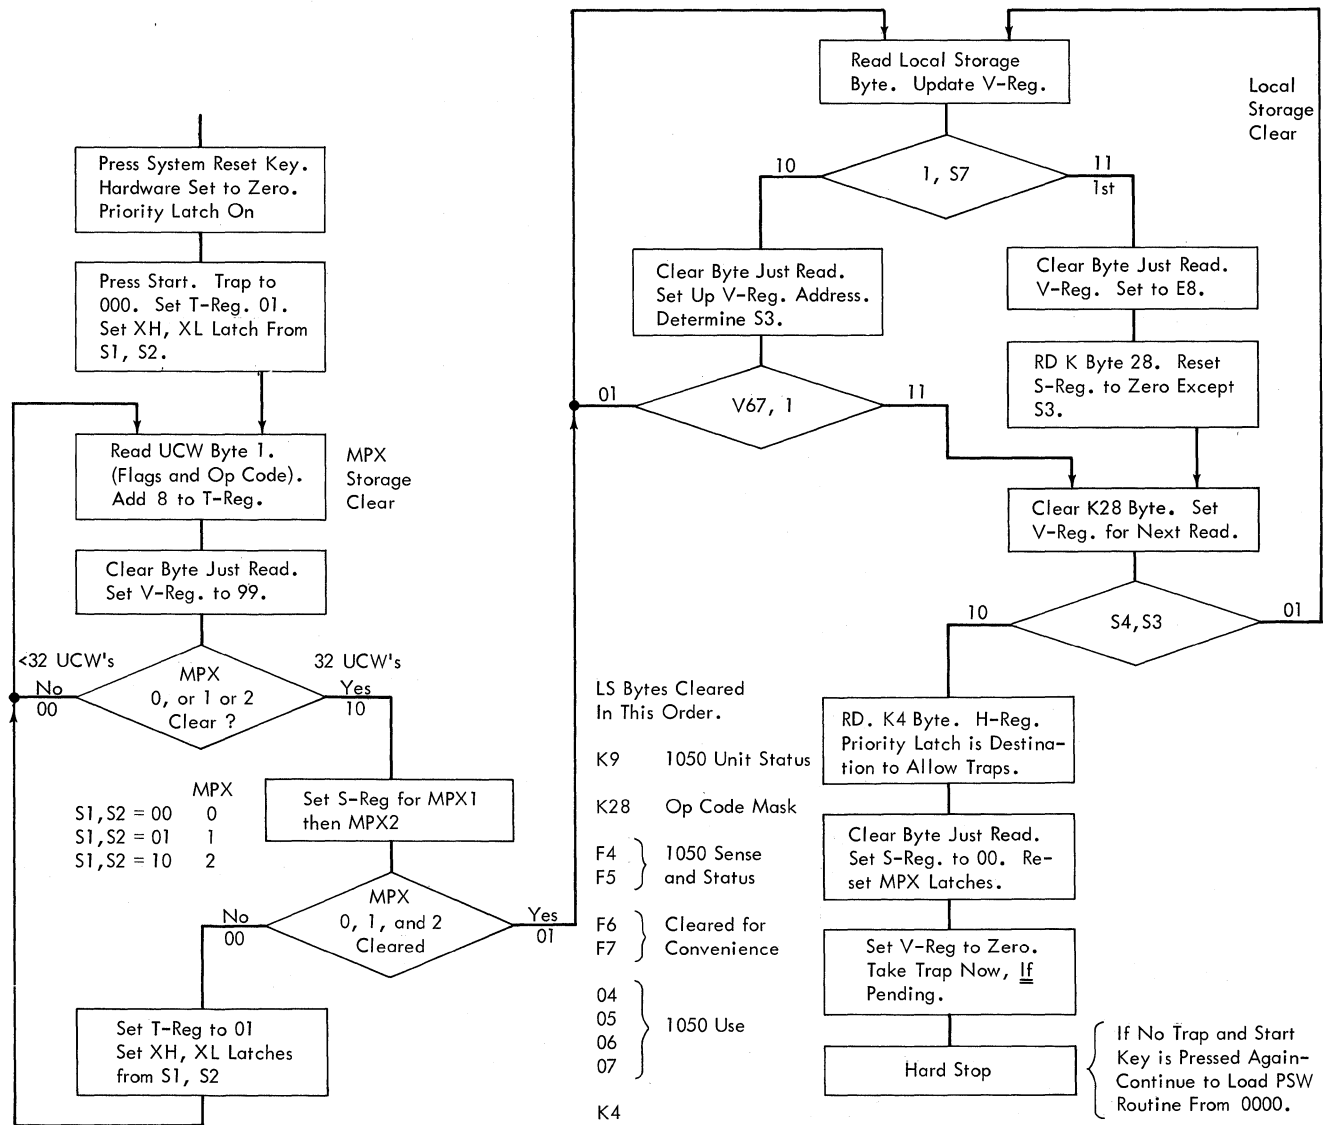 Press System Reset Key.
Hardware Set to Zero.
Priority Latch On
Press Start. Trap to
000. Set T-Reg. 01.
Set XH, XL Latch From
S1, S2.
Read UCW Byte 1.
(Flags and Op Code).
Add 8 to T-Reg.
MPX
Storage
Clear
Clear Byte Just Read.
Set V-Reg. to 99.
<32 UCW's
No
00
MPX
0, or 1 or 2
Clear ?
32 UCW's
Yes
10
MPX
S1,S2 = 00 0
S1,S2 = 01 1
S1,S2 = 10 2
Set S-Reg for MPX1
then MPX2
No
00
MPX
0, 1, and 2
Cleared
Yes
01
Set T-Reg to 01
Set XH, XL Latches
from S1, S2
Read Local Storage
Byte. Update V-Reg.
Local
Storage
Clear
10
1, S7
11
1st
Clear Byte Just Read.
Set Up V-Reg. Address.
Determine S3.
Clear Byte Just Read.
V-Reg. Set to E8.
RD K Byte 28. Reset
S-Reg. to Zero Except
S3.
01
V67, 1
11
Clear K28 Byte. Set
V-Reg. for Next Read.
10
S4,S3
01
LS Bytes Cleared
In This Order.
K9 1050 Unit Status
K28 Op Code Mask
F4 1050 Sense
F5 and Status
F6 Cleared for
F7 Convenience
04
05
1050 Use
06
07
K4
RD. K4 Byte. H-Reg.
Priority Latch is Destina-
tion to Allow Traps.
Clear Byte Just Read.
Set S-Reg. to 00. Re-
set MPX Latches.
Set V-Reg to Zero.
Take Trap Now, If
Pending.
Hard Stop
If No Trap and Start
Key is Pressed Again-
Continue to Load PSW
Routine From 0000.